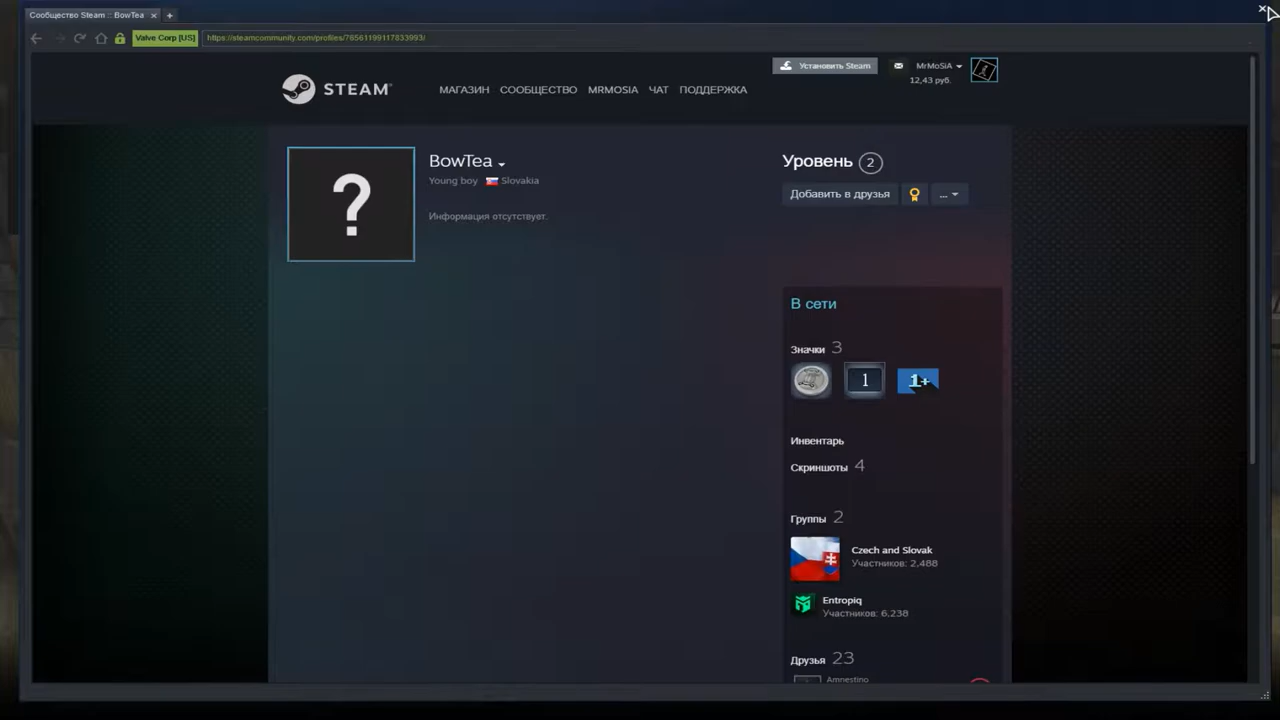 Сообщество Steam :: BowTea
Valve Corp [US]
https://steamcommunity.com/profiles/76561199117833993/
Установить Steam
MrMoSiA
12,43 руб.
STEAM
МАГАЗИН СООБЩЕСТВО MRMOSIA ЧАТ ПОДДЕРЖКА
BowTea
Young boy Slovakia
Информация отсутствует.
Уровень 2
Добавить в друзья ...
В сети
Значки 3
1 1+
Инвентарь
Скриншоты 4
Группы 2
Czech and Slovak
Участников: 2,488
Entropiq
Участников: 6,238
Друзья 23
Amnestino